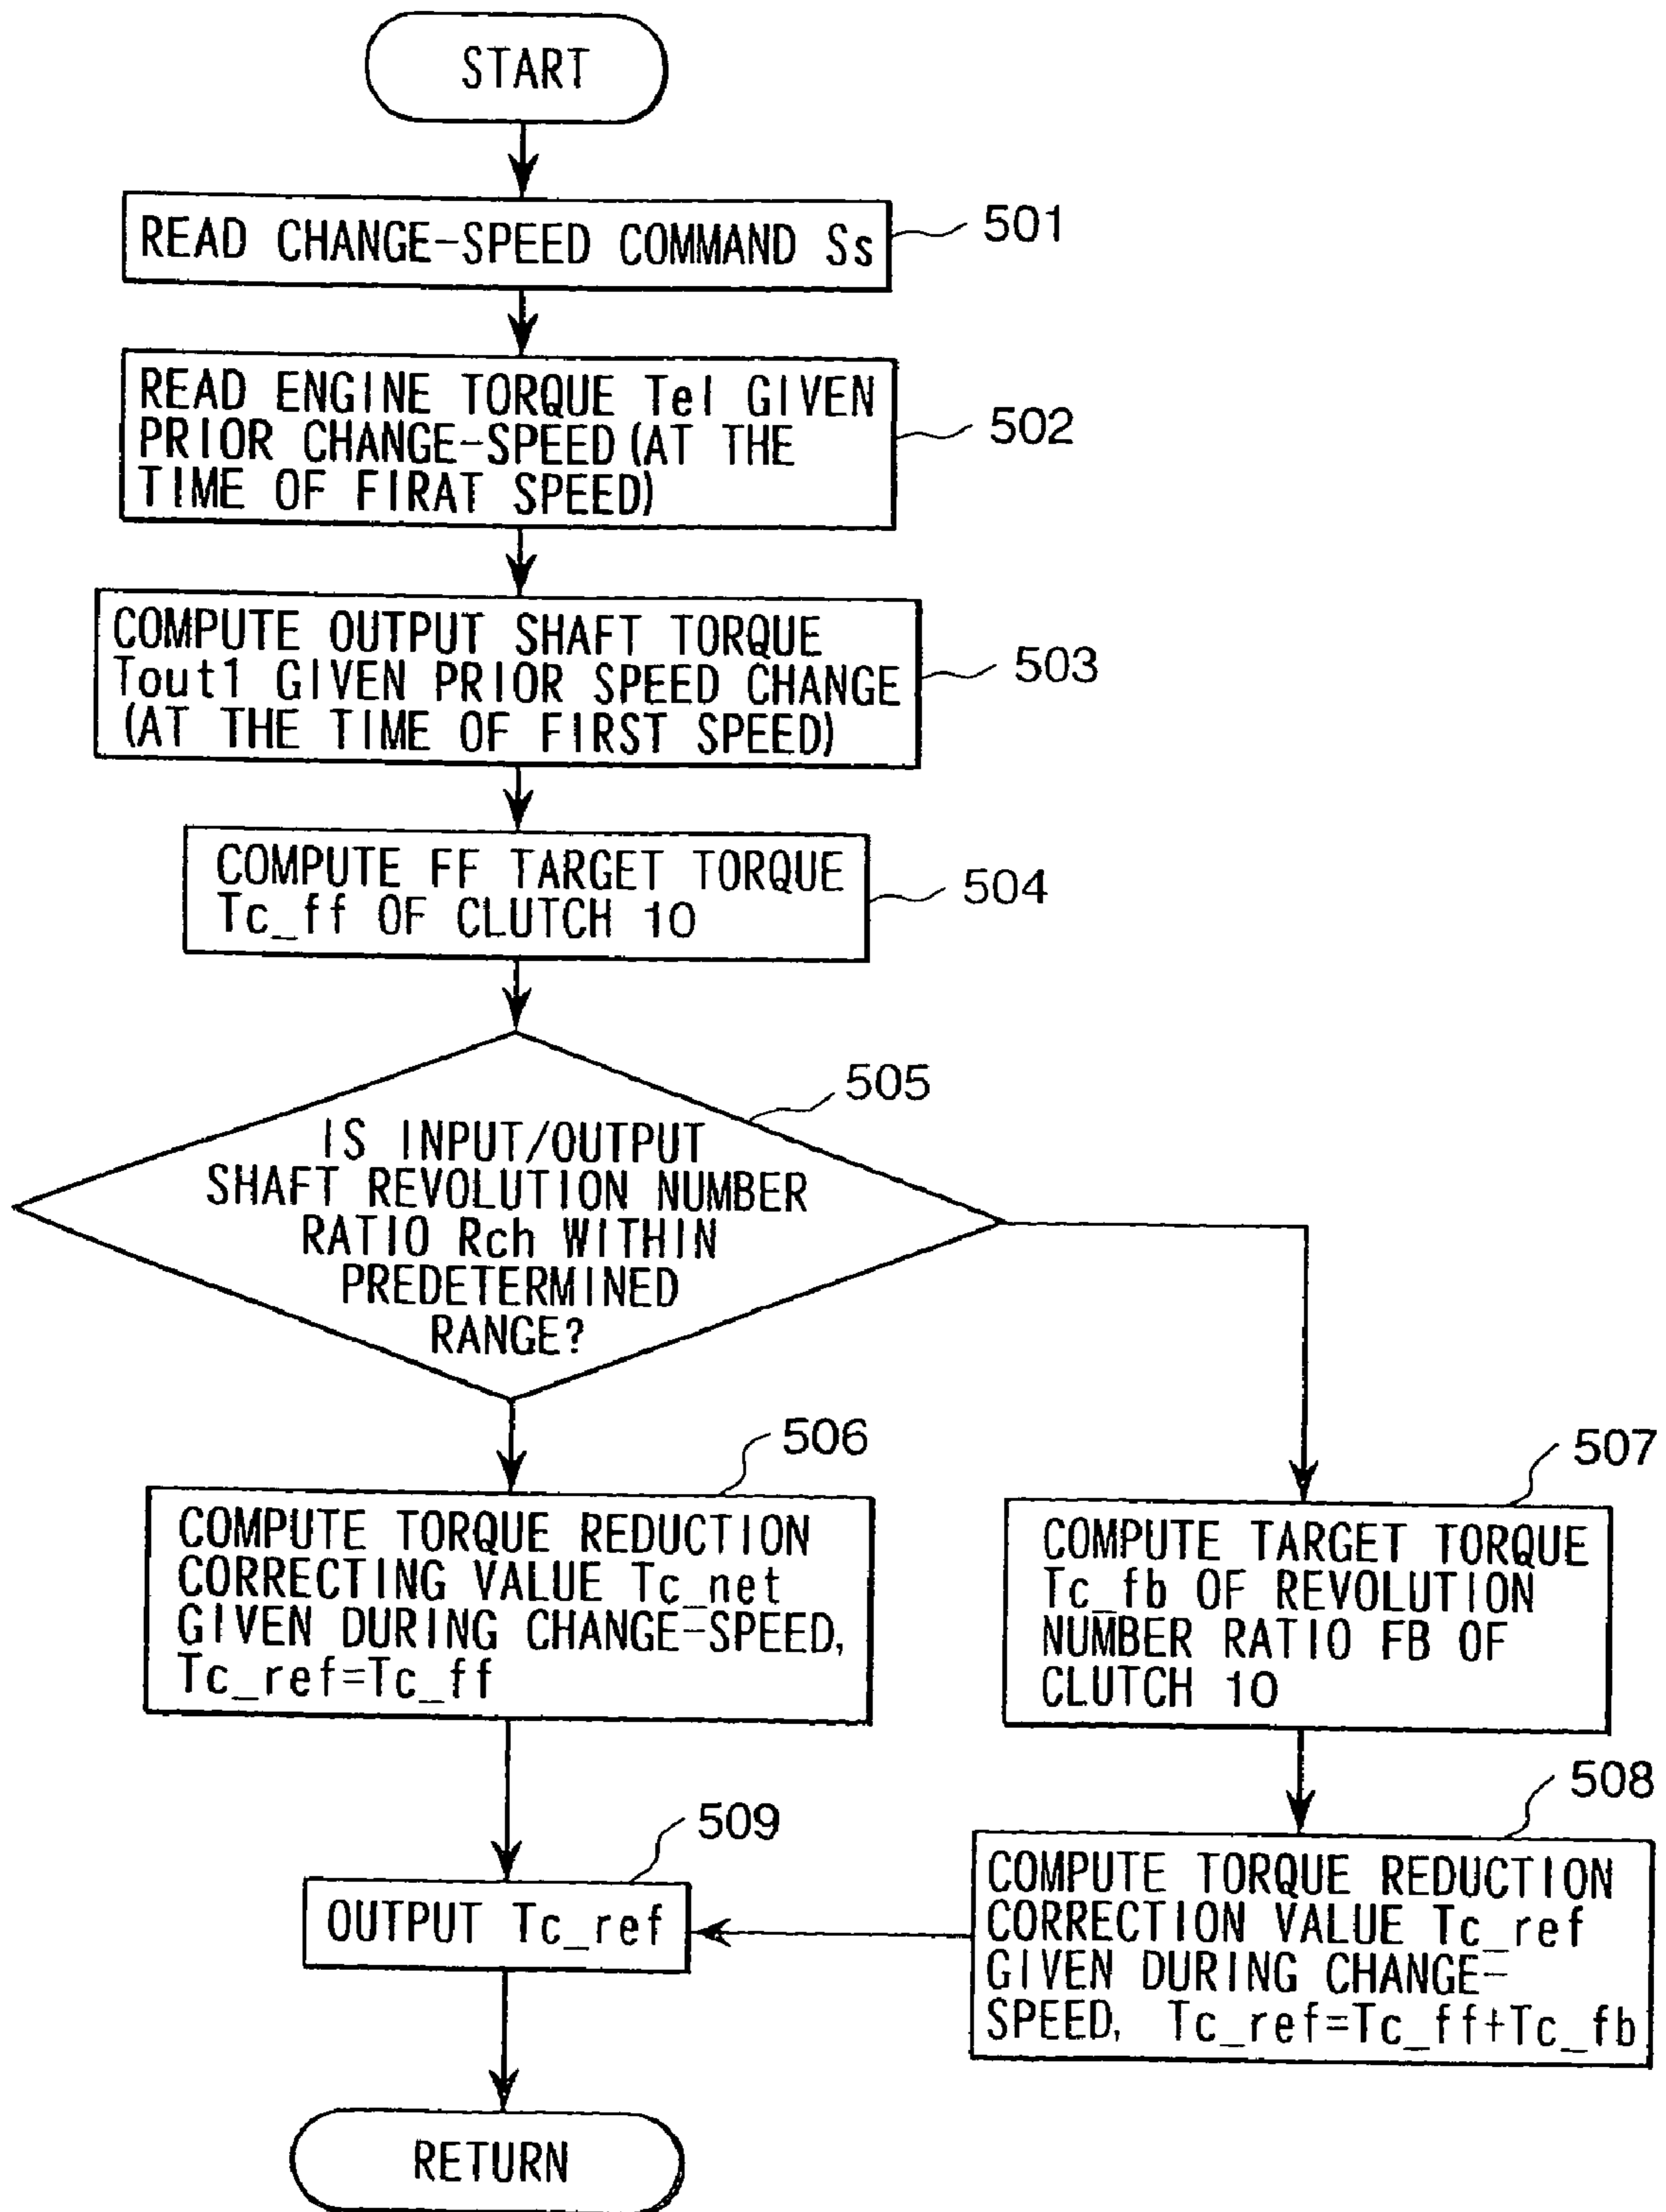 START
READ CHANGE-SPEED COMMAND Ss
501
READ ENGINE TORQUE Tel GIVEN
PRIOR CHANGE-SPEED(AT THE
TIME OF FIRAT SPEED)
502
COMPUTE OUTPUT SHAFT TORQUE
Tout1 GIVEN PRIOR SPEED CHANGE
(AT THE TIME OF FIRST SPEED)
503
COMPUTE FF TARGET TORQUE
Tc_ff OF CLUTCH 10
504
505
IS INPUT/OUTPUT
SHAFT REVOLUTION NUMBER
RATIO Rch WITHIN
PREDETERMINED
RANGE?
506
COMPUTE TORQUE REDUCTION
CORRECTING VALUE Tc_net
GIVEN DURING CHANGE-SPEED,
Tc_ref=Tc_ff
507
COMPUTE TARGET TORQUE
Tc_fb OF REVOLUTION
NUMBER RATIO FB OF
CLUTCH 10
508
COMPUTE TORQUE REDUCTION
CORRECTION VALUE Tc_ref
GIVEN DURING CHANGE-
SPEED, Tc_ref=Tc_ff+Tc_fb
509
OUTPUT Tc_ref
RETURN